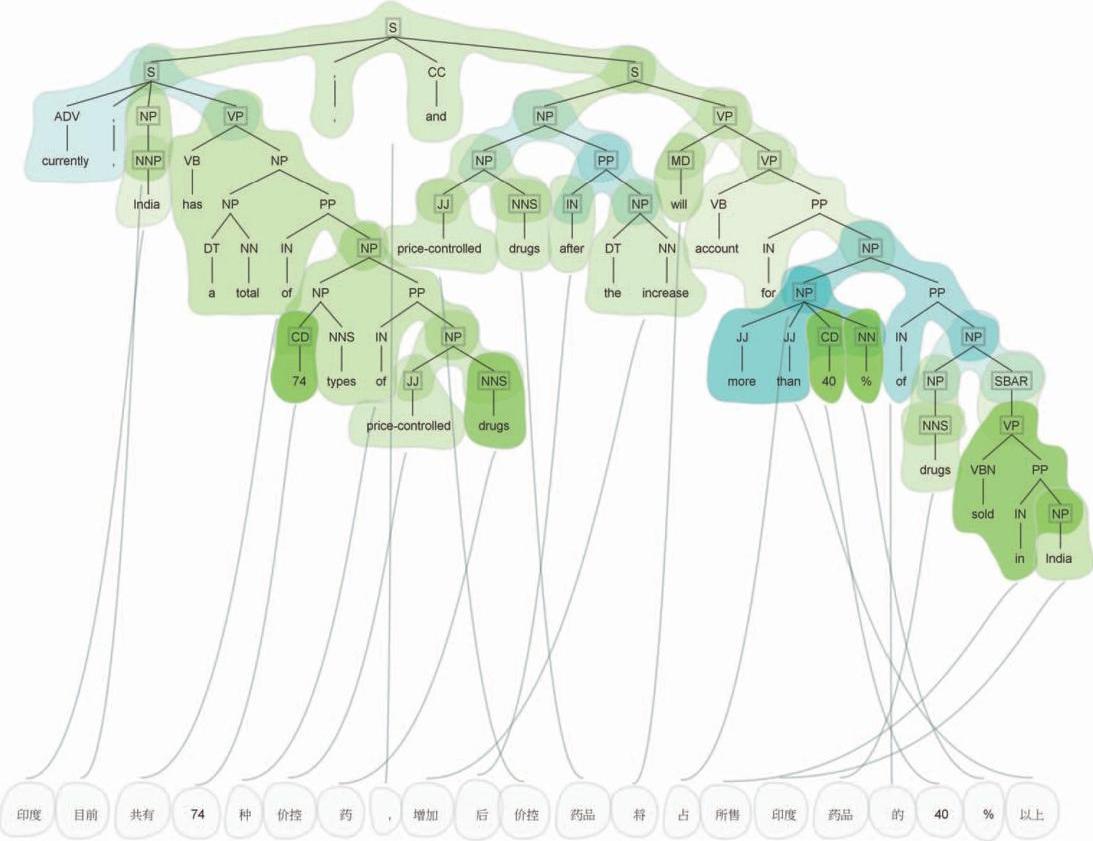 S
S , CC S
ADV , NP VP and NP VP
currently , NNP VB NP NP PP MD VP
India has NP PP JJ NNS IN NP will VB PP
DT NN IN NP price-controlled drugs after DT NN account IN NP
a total of NP PP the increase for NP PP
CD NNS IN NP JJ JJ CD NN IN NP
74 types of JJ NNS more than 40 % of NP SBAR
price-controlled drugs NNS VP
drugs VBN PP
sold IN NP
in India
印度 目前 共有 74 种 价控 药 , 增加 后 价控 药品 将 占 所售 印度 药品 的 40 % 以上